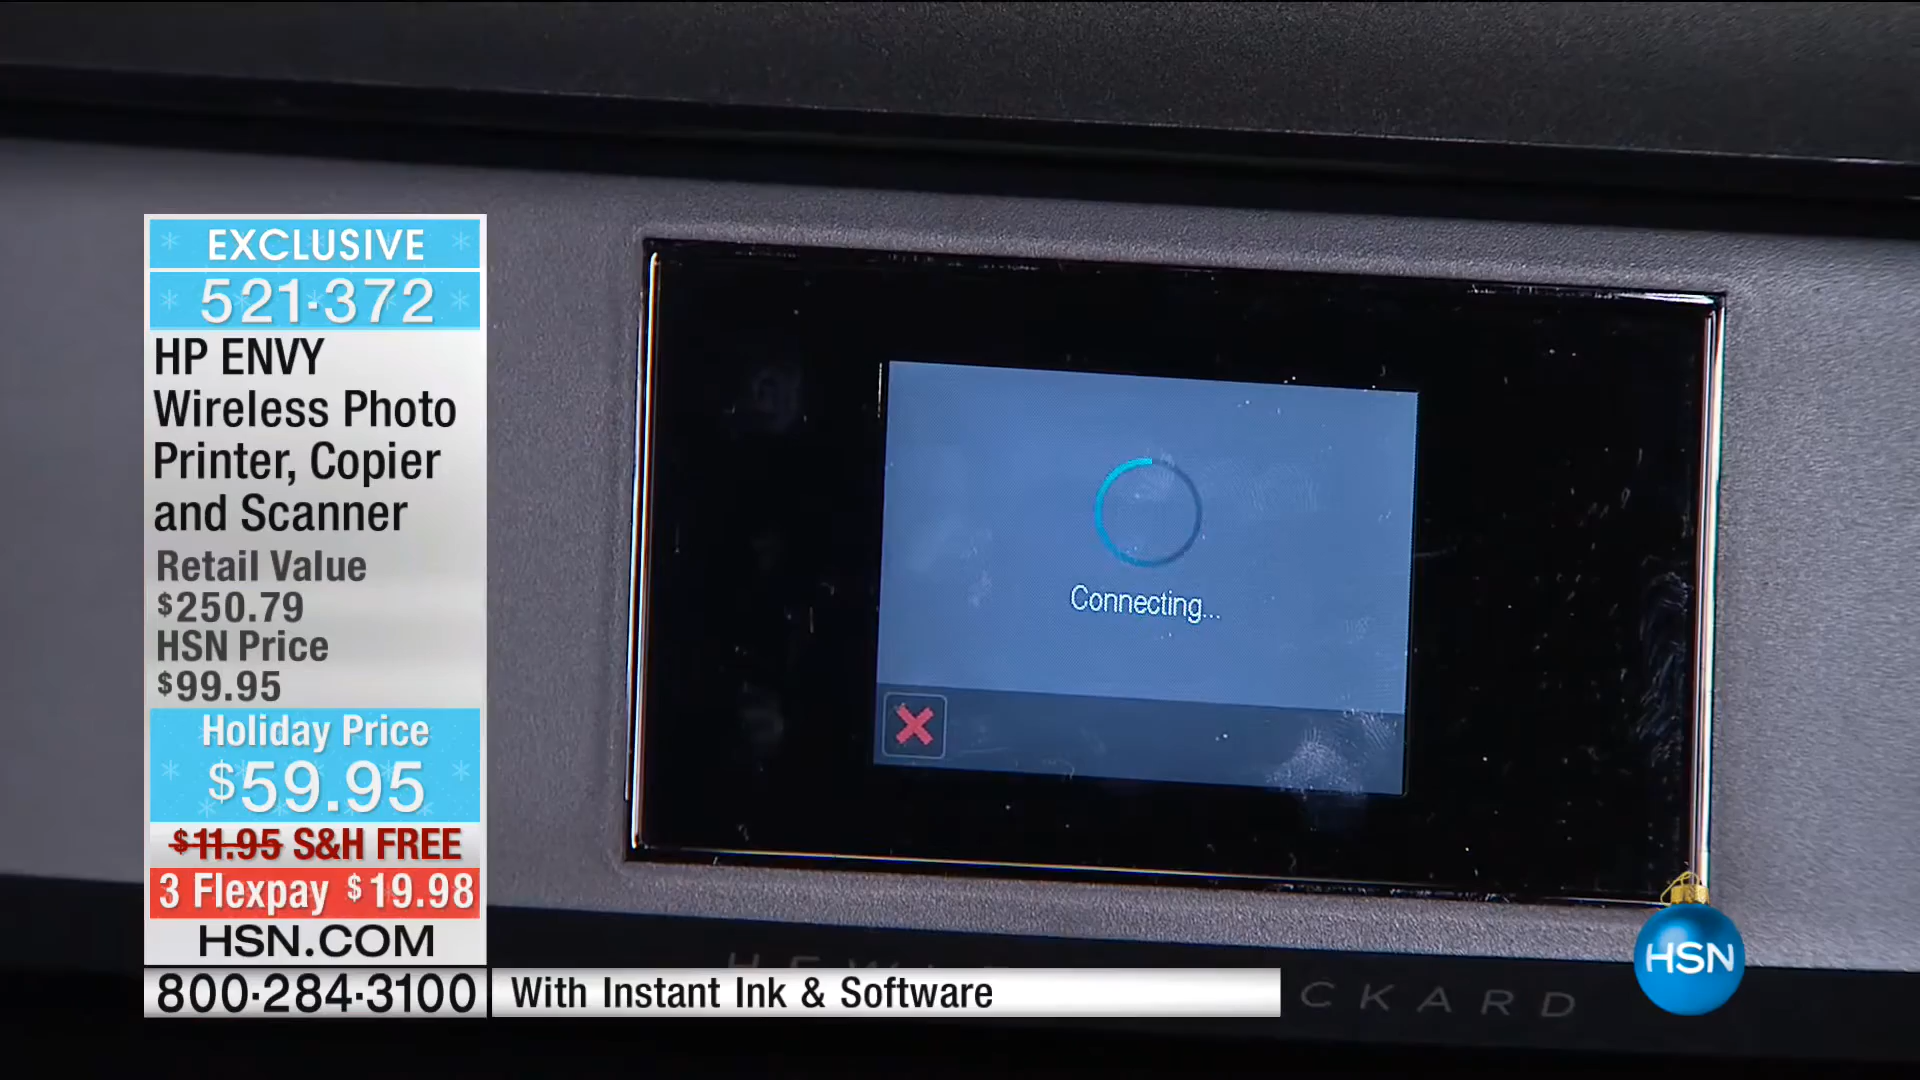 EXCLUSIVE
521·372
HP ENVY
Wireless Photo
Printer, Copier
and Scanner
Retail Value
$250.79
HSN Price
$99.95
Holiday Price
$59.95
$11.95 S&H FREE
3 Flexpay $19.98
HSN.COM
800·284·3100
With Instant Ink & Software
Connecting...
HSN